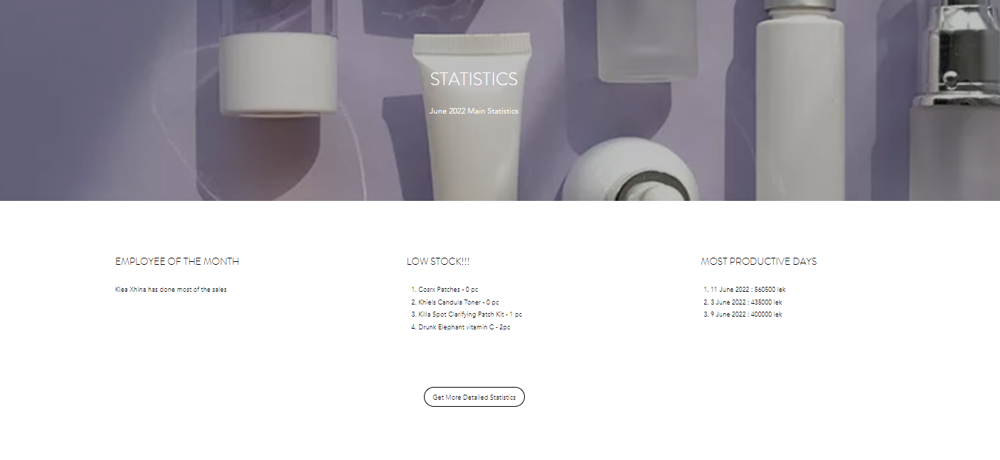 STATISTICS
June 2022 Main Statistics
EMPLOYEE OF THE MONTH
Klea Xhina has done most of the sales
LOW STOCK!!!
1. Cosrx Patches - 0 pc
2. Khiels Candula Toner - 0 pc
3. Killa Spot Clarifying Patch Kit - 1 pc
4. Drunk Elephant vitamin C - 2pc
MOST PRODUCTIVE DAYS
1. 11 June 2022 : 560500 lek
2. 3 June 2022 : 435000 lek
3. 9 June 2022 : 400000 lek
Get More Detailed Statistics